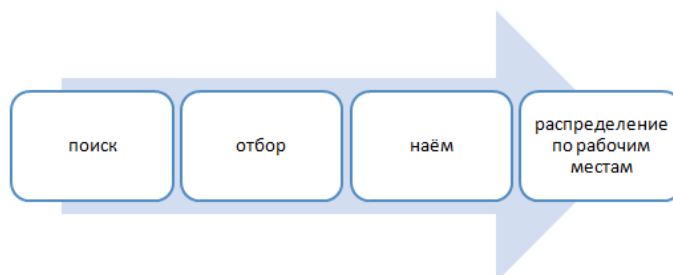 поиск
отбор
наём
распределение
по рабочим
местам